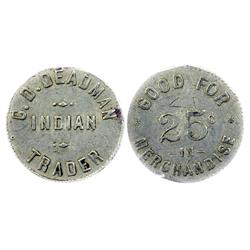 C.D. DEADMAN
INDIAN
TRADER
GOOD FOR
25¢
IN
MERCHANDISE